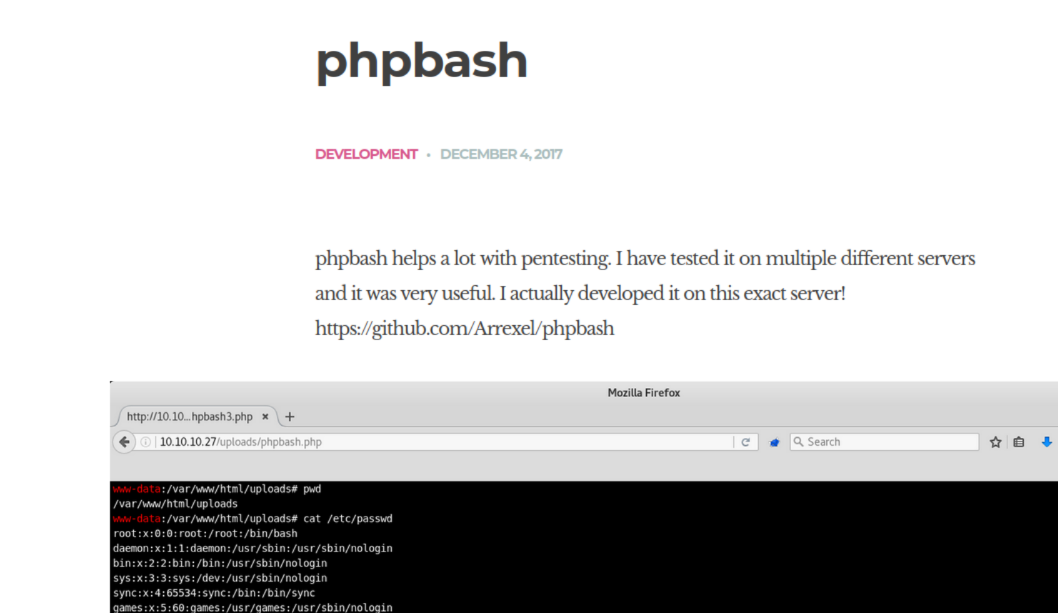 phpbash
DEVELOPMENT • DECEMBER 4, 2017
phpbash helps a lot with pentesting. I have tested it on multiple different servers
and it was very useful. I actually developed it on this exact server!
https://github.com/Arrexel/phpbash
Mozilla Firefox
http://10.10...hpbash3.php × +
10.10.10.27/uploads/phpbash.php
Search
www-data:/var/www/html/uploads# pwd
/var/www/html/uploads
www-data:/var/www/html/uploads# cat /etc/passwd
root:x:0:0:root:/root:/bin/bash
daemon:x:1:1:daemon:/usr/sbin:/usr/sbin/nologin
bin:x:2:2:bin:/bin:/usr/sbin/nologin
sys:x:3:3:sys:/dev:/usr/sbin/nologin
sync:x:4:65534:sync:/bin:/bin/sync
games:x:5:60:games:/usr/games:/usr/sbin/nologin